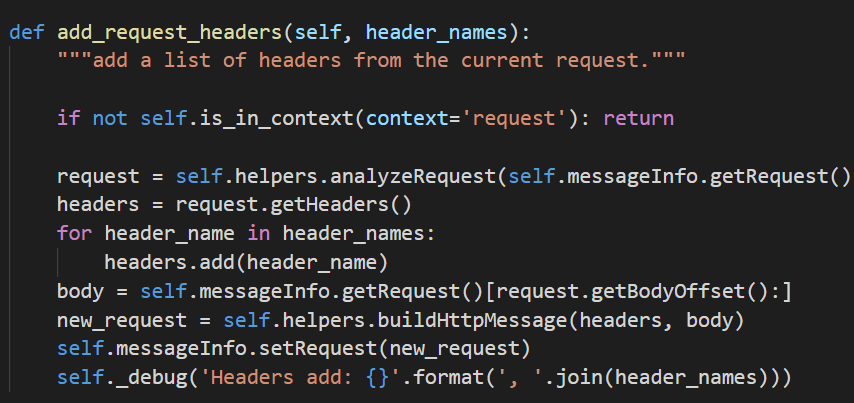 def add_request_headers(self, header_names):
"""add a list of headers from the current request."""
if not self.is_in_context(context='request'): return
request = self.helpers.analyzeRequest(self.messageInfo.getRequest()
headers = request.getHeaders()
for header_name in header_names:
headers.add(header_name)
body = self.messageInfo.getRequest()[request.getBodyOffset():]
new_request = self.helpers.buildHttpMessage(headers, body)
self.messageInfo.setRequest(new_request)
self._debug('Headers add: {}'.format(', '.join(header_names)))